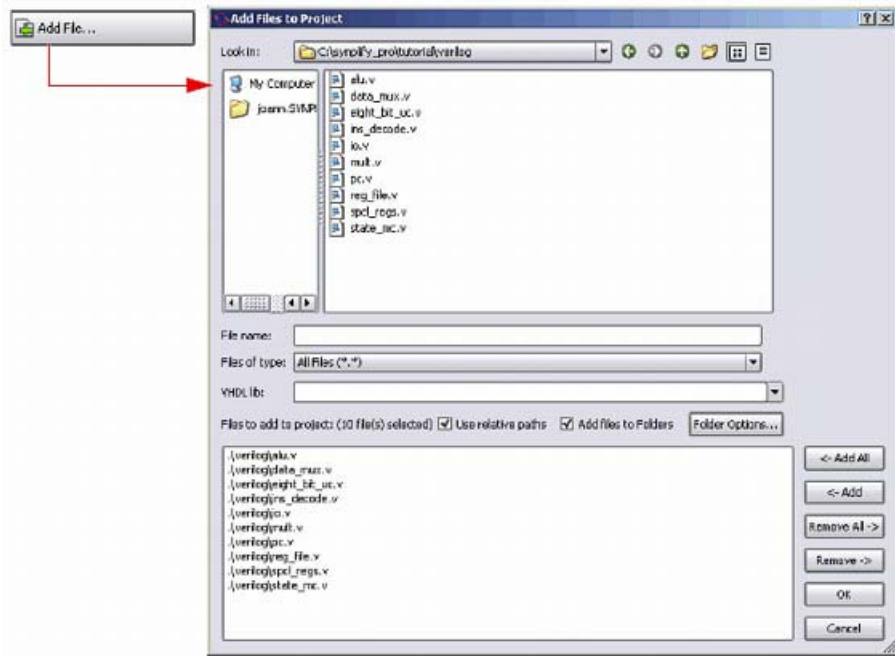 Add File...
Add Files to Project
Look in: C:\synplify_pro\tutorial\verilog
My Computer
joann.SYNPL
alu.v
data_mux.v
eight_bit_uc.v
ins_decode.v
io.v
mult.v
pc.v
reg_file.v
spcl_regs.v
state_mc.v
File name:
Files of type: All Files (*.*)
VHDL lib:
Files to add to project: (10 file(s) selected) Use relative paths Add files to Folders Folder Options...
.\verilog\alu.v
.\verilog\data_mux.v
.\verilog\eight_bit_uc.v
.\verilog\ins_decode.v
.\verilog\io.v
.\verilog\mult.v
.\verilog\pc.v
.\verilog\reg_file.v
.\verilog\spcl_regs.v
.\verilog\state_mc.v
<- Add All
<- Add
Remove All ->
Remove ->
OK
Cancel